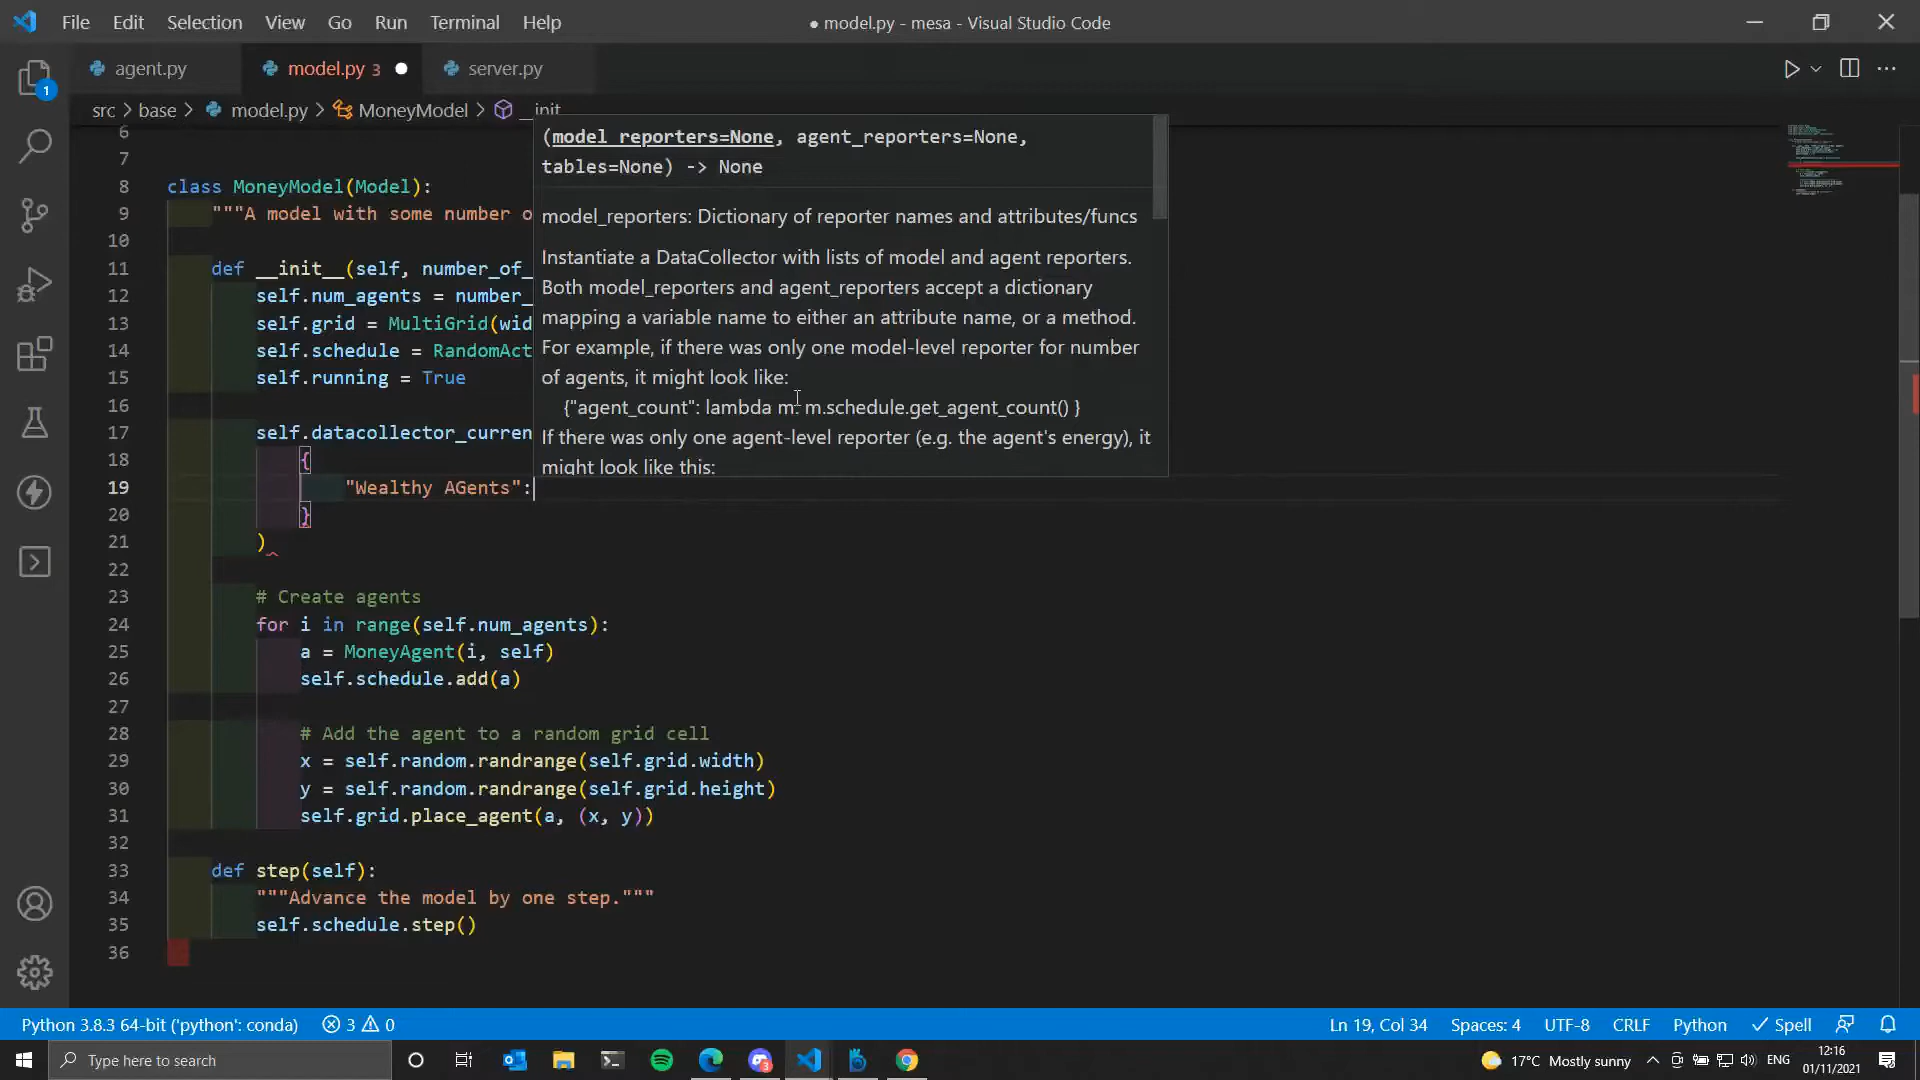 File Edit Selection View Go Run Terminal Help
● model.py - mesa - Visual Studio Code
1
agent.py
model.py 3
server.py
src > base > model.py > MoneyModel > __init
6
7
8 class MoneyModel(Model):
9 """A model with some number o
10
11 def __init__(self, number_of_
12 self.num_agents = number_
13 self.grid = MultiGrid(wid
14 self.schedule = RandomAct
15 self.running = True
16
17 self.datacollector_curren
18 {
19 "Wealthy AGents":
20 }
21 )
22
23 # Create agents
24 for i in range(self.num_agents):
25 a = MoneyAgent(i, self)
26 self.schedule.add(a)
27
28 # Add the agent to a random grid cell
29 x = self.random.randrange(self.grid.width)
30 y = self.random.randrange(self.grid.height)
31 self.grid.place_agent(a, (x, y))
32
33 def step(self):
34 """Advance the model by one step."""
35 self.schedule.step()
36
(model_reporters=None, agent_reporters=None,
tables=None) -> None
model_reporters: Dictionary of reporter names and attributes/funcs
Instantiate a DataCollector with lists of model and agent reporters.
Both model_reporters and agent_reporters accept a dictionary
mapping a variable name to either an attribute name, or a method.
For example, if there was only one model-level reporter for number
of agents, it might look like:
{"agent_count": lambda m: m.schedule.get_agent_count() }
If there was only one agent-level reporter (e.g. the agent's energy), it
might look like this:
Python 3.8.3 64-bit ('python': conda) 3 0
Ln 19, Col 34 Spaces: 4 UTF-8 CRLF Python Spell
Type here to search
3
17°C Mostly sunny
ENG
12:16
01/11/2021